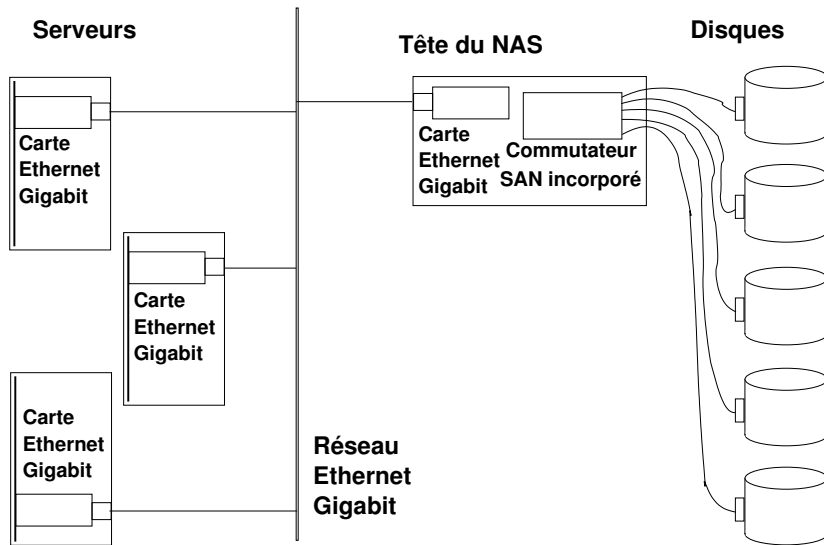 Serveurs
Tête du NAS
Disques
Carte
Ethernet
Gigabit
Carte
Ethernet
Gigabit
Commutateur
SAN incorporé
Carte
Ethernet
Gigabit
Carte
Ethernet
Gigabit
Réseau
Ethernet
Gigabit